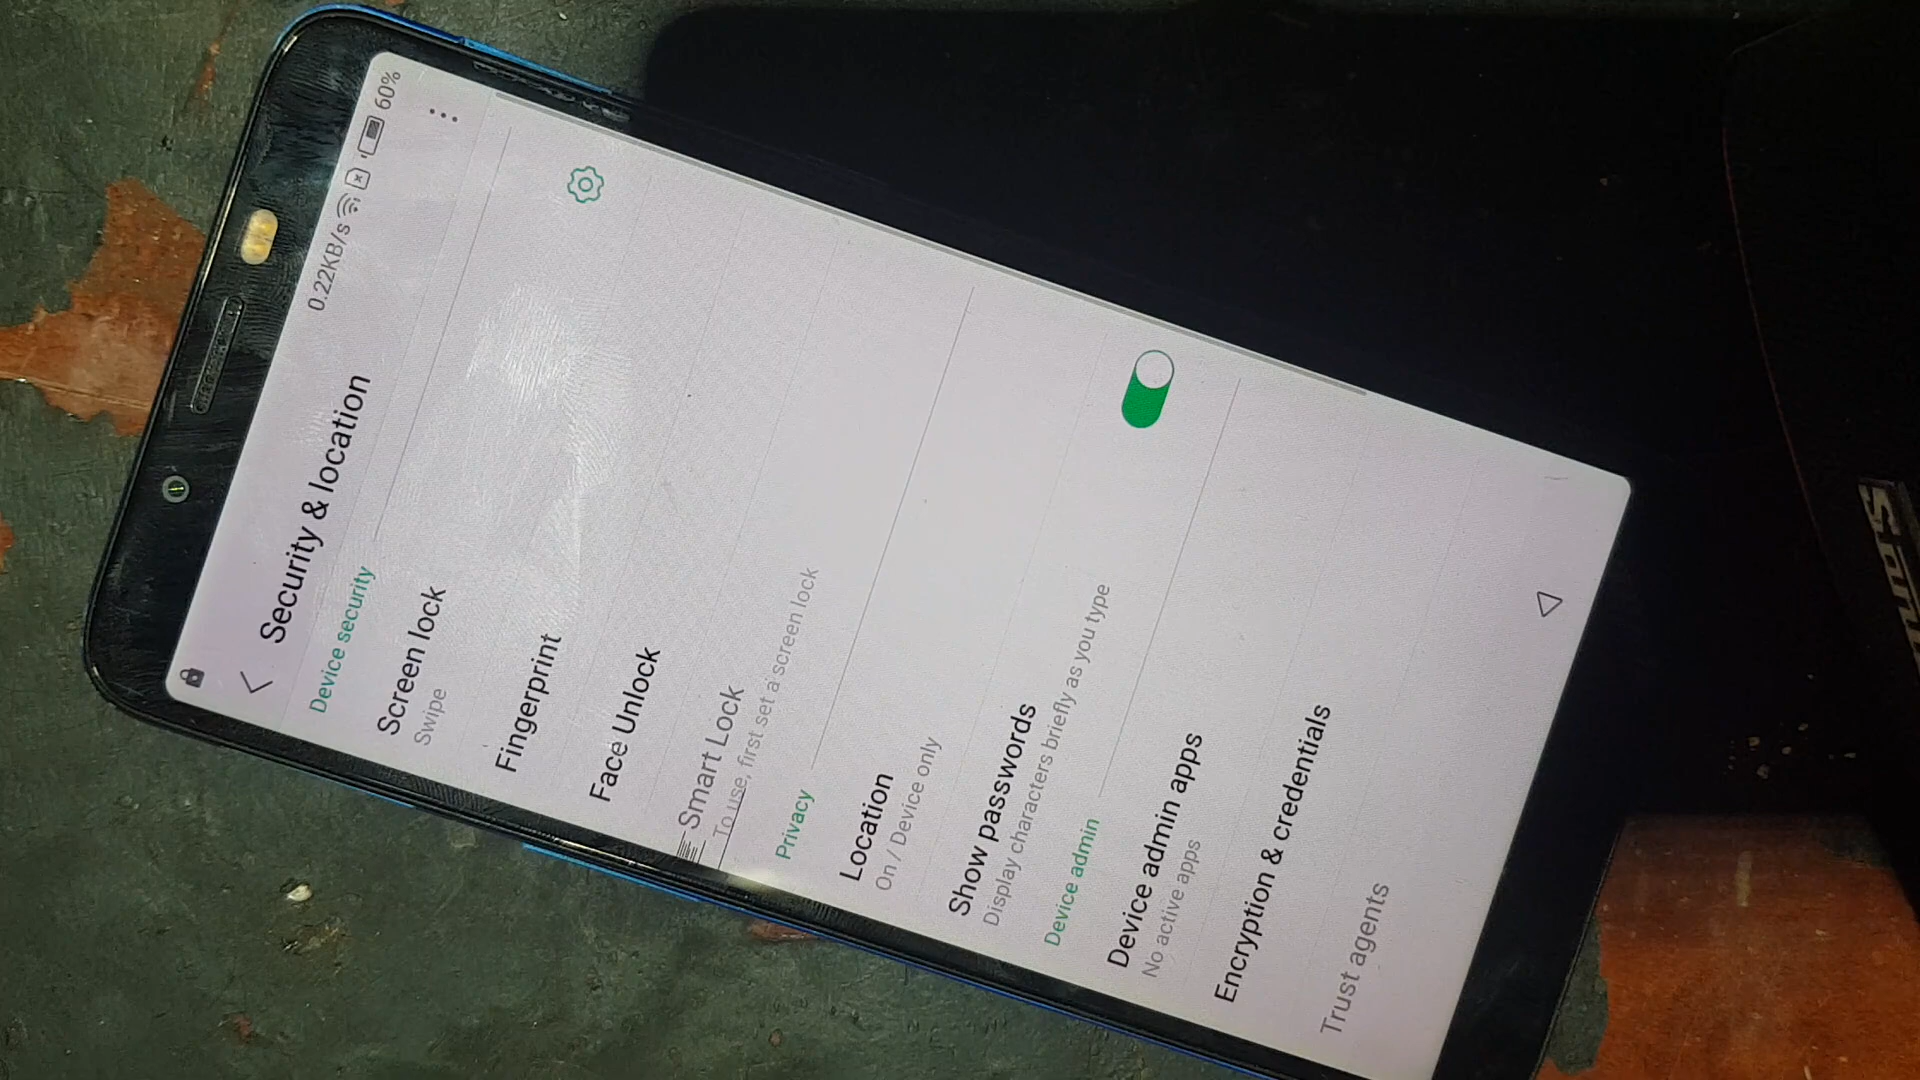 0.22KB/s 60%
Security & location
Device security
Screen lock
Swipe
Fingerprint
Face Unlock
Smart Lock
To use, first set a screen lock
Privacy
Location
On / Device only
Show passwords
Display characters briefly as you type
Device admin
Device admin apps
No active apps
Encryption & credentials
Trust agents